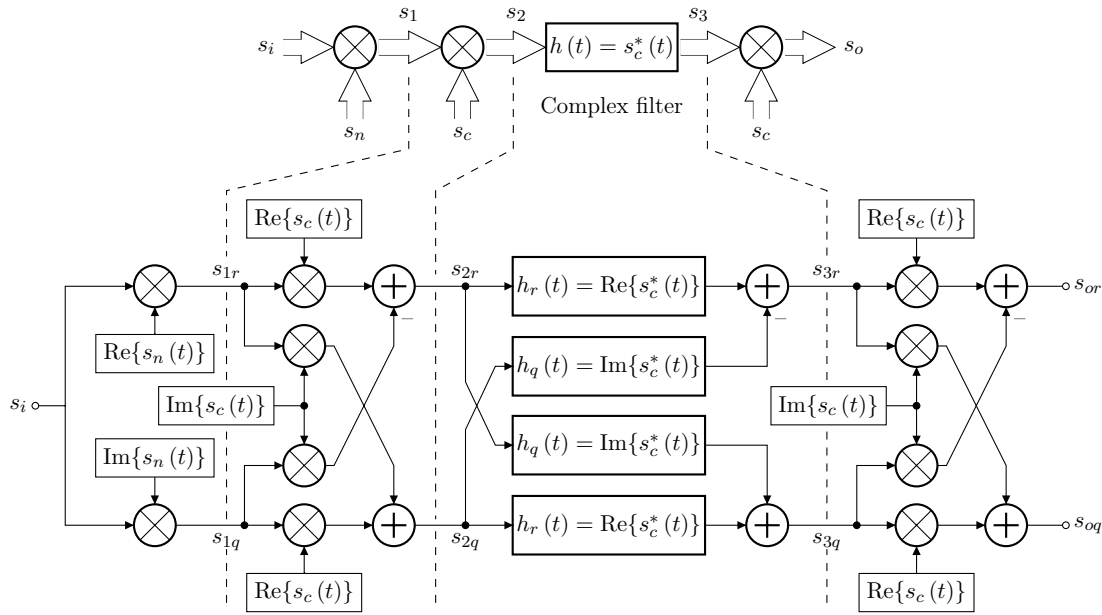 s_1 s_2 s_3
s_i h (t) = s_c^* (t) s_o
Complex filter
s_n s_c s_c
Re{s_c (t)} Re{s_c (t)}
s_{1r} s_{2r} h_r (t) = Re{s_c^* (t)} s_{3r} s_{or}
− −
Re{s_n (t)} h_q (t) = Im{s_c^* (t)}
s_i Im{s_c (t)} Im{s_c (t)}
Im{s_n (t)} h_q (t) = Im{s_c^* (t)}
− h_r (t) = Re{s_c^* (t)} s_{oq}
s_{1q} s_{2q} s_{3q}
Re{s_c (t)} Re{s_c (t)}